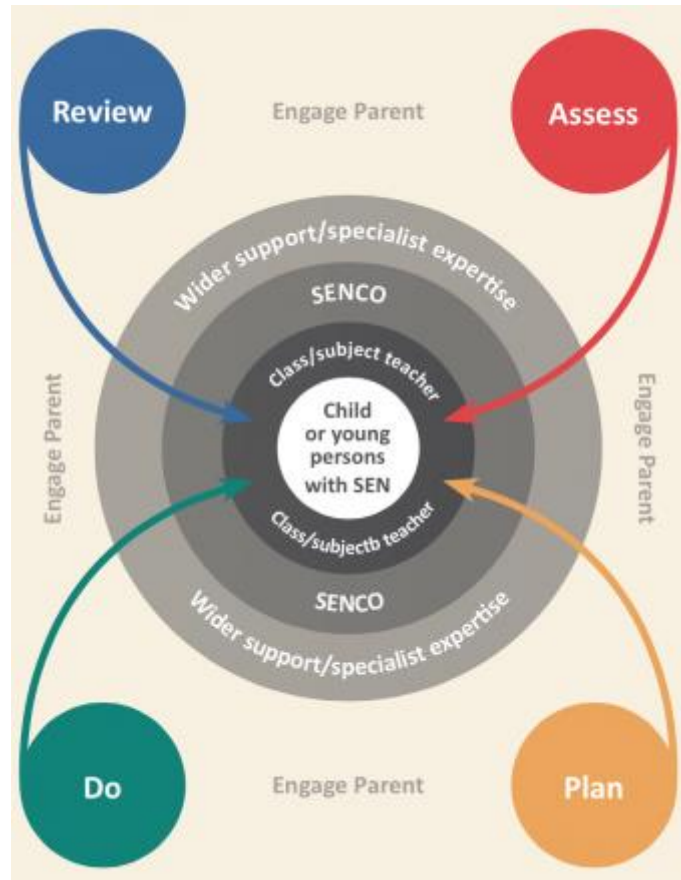 Review
Engage Parent
Assess
Wider support/specialist expertise
SENCO
Class/subject teacher
Engage Parent
Child
or young
persons
with SEN
Engage Parent
Class/subjectb teacher
SENCO
Wider support/specialist expertise
Do
Engage Parent
Plan